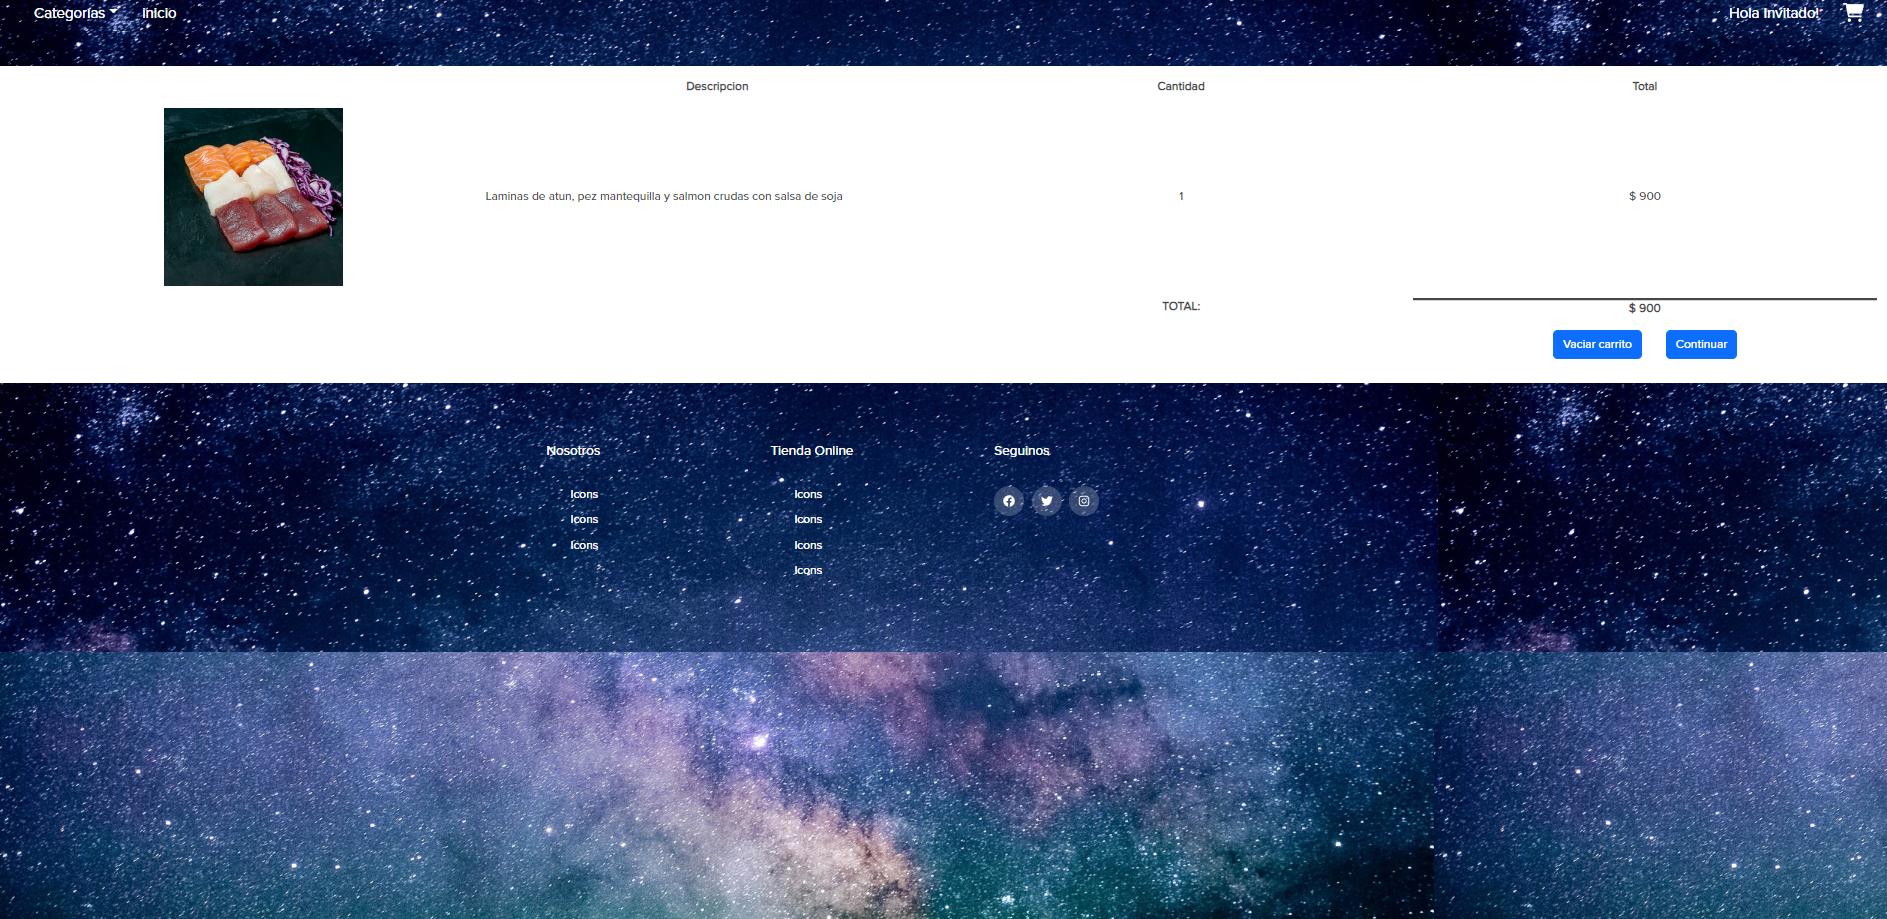 Categorías Inicio Hola Invitado!
Descripcion Cantidad Total
Laminas de atun, pez mantequilla y salmon crudas con salsa de soja 1 $ 900
TOTAL: $ 900
Vaciar carrito Continuar
Nosotros Tienda Online Seguinos
Icons Icons
Icons Icons
Icons Icons
Icons